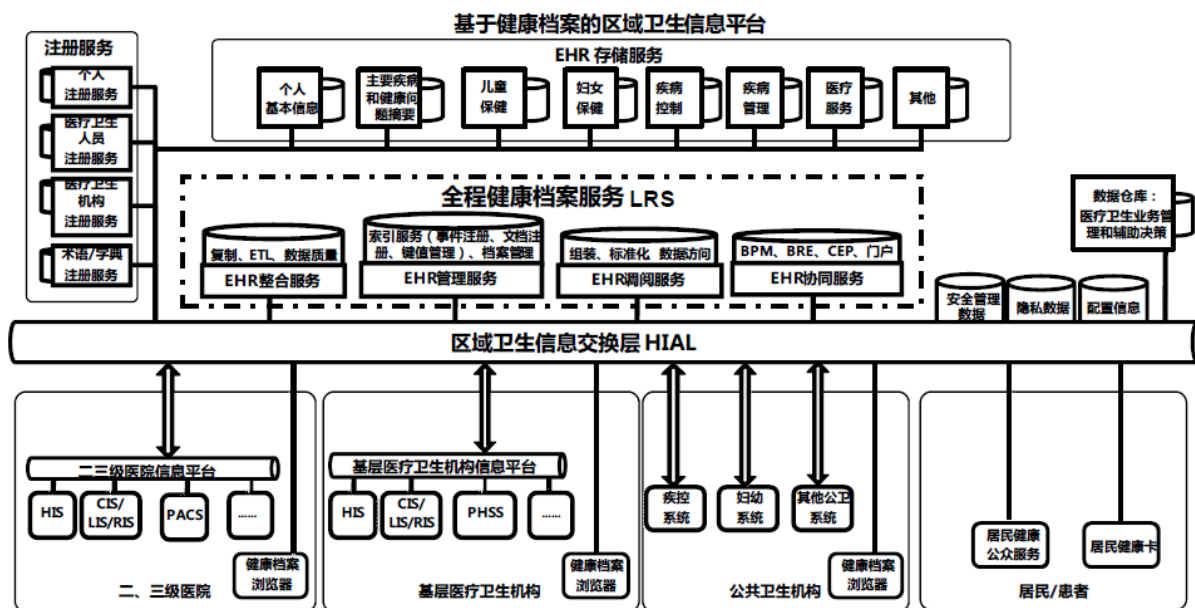 基于健康档案的区域卫生信息平台
注册服务
个人
注册服务
医疗卫生
人员
注册服务
医疗卫生
机构
注册服务
术语/字典
注册服务
EHR 存储服务
个人
基本信息
主要疾病
和健康问
题摘要
儿童
保健
妇女
保健
疾病
控制
疾病
管理
医疗
服务
其他
全程健康档案服务 LRS
复制、ETL、数据质量
EHR整合服务
索引服务（事件注册、文档注
册、键值管理）、档案管理
EHR管理服务
组装、标准化 数据访问
EHR调阅服务
BPM、BRE、CEP、门户
EHR协同服务
数据仓库：
医疗卫生业务管
理和辅助决策
安全管理
数据
隐私数据
配置信息
区域卫生信息交换层 HIAL
二三级医院信息平台
HIS
CIS/
LIS/RIS
PACS
......
健康档案
浏览器
二、三级医院
基层医疗卫生机构信息平台
HIS
CIS/
LIS/RIS
PHSS
......
健康档案
浏览器
基层医疗卫生机构
疾控
系统
妇幼
系统
其他公卫
系统
健康档案
浏览器
公共卫生机构
居民健康
公众服务
居民健康卡
居民/患者